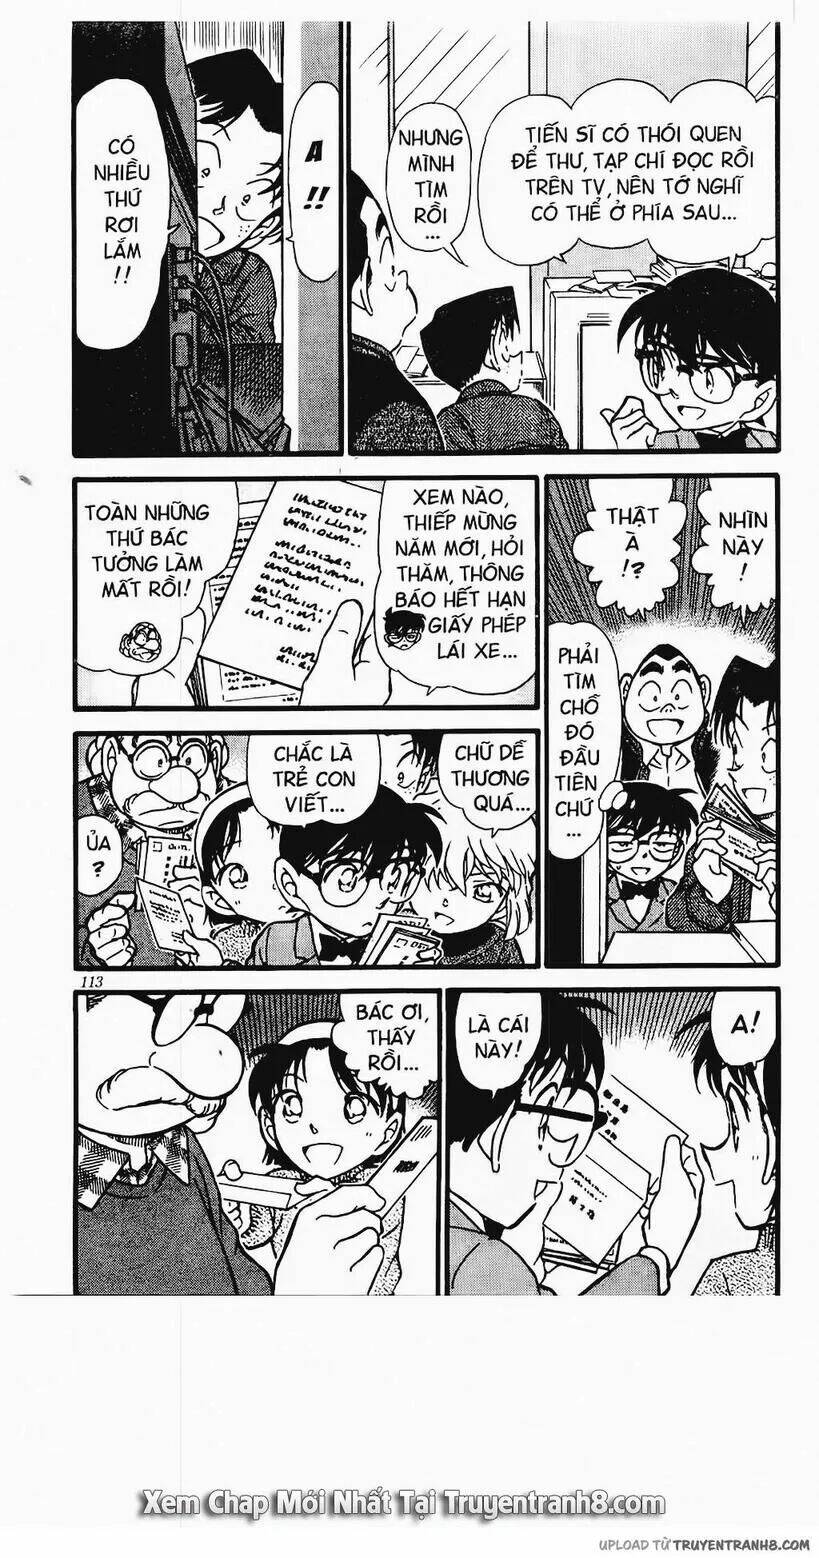 TIẾN SĨ CÓ THÓI QUEN
ĐỂ THƯ, TẠP CHÍ ĐỌC RỒI
TRÊN TV, NÊN TỚ NGHĨ
CÓ THỂ Ở PHÍA SAU...
NHƯNG
MÌNH
TÌM
RỒI
...
A
!!
CÓ
NHIỀU
THỨ
RƠI
LẮM
!!
NHÌN
NÀY
!
THẬT
À
!?
PHẢI
TÌM
CHỖ
ĐÓ
ĐẦU
TIÊN
CHỨ
...
XEM NÀO,
THIẾP MỪNG
NĂM MỚI, HỎI
THĂM, THÔNG
BÁO HẾT HẠN
GIẤY PHÉP
LÁI XE...
TOÀN NHỮNG
THỨ BÁC
TƯỞNG LÀM
MẤT RỒI!
CHỮ DỄ
THƯƠNG
QUÁ...
CHẮC LÀ
TRẺ CON
VIẾT...
ỦA
?
113
A!
LÀ CÁI
NÀY!
BÁC ƠI,
THẤY
RỒI...
Xem Chap Mới Nhất Tại Truyentranh8.com
UPLOAD TỪ TRUYENTRANH8.COM